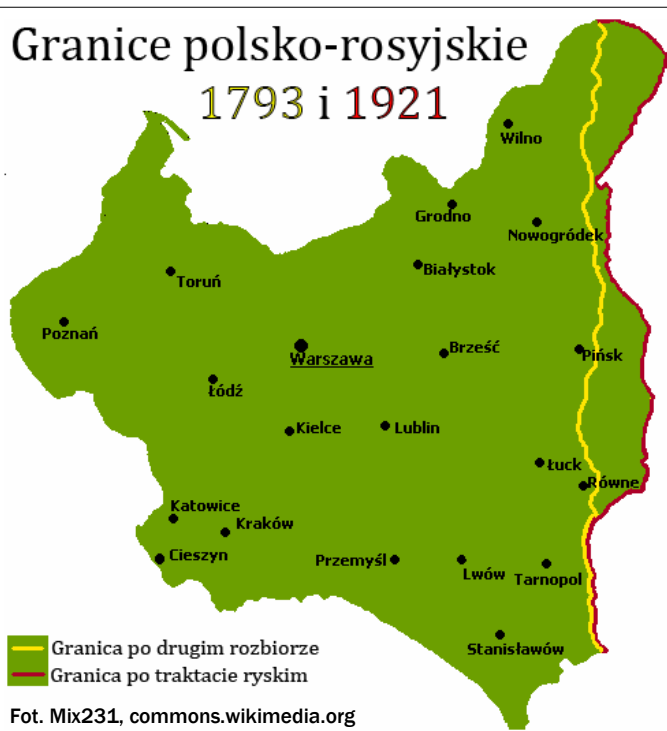 Granice polsko-rosyjskie
1793 i 1921
Wilno
Grodno
Nowogródek
Białystok
Toruń
Poznań
Warszawa
Brześć
Pińsk
Łódź
Kielce
Lublin
Łuck
Równe
Katowice
Kraków
Cieszyn
Przemyśl
Lwów
Tarnopol
Stanisławów
Granica po drugim rozbiorze
Granica po traktacie ryskim
Fot. Mix231, commons.wikimedia.org